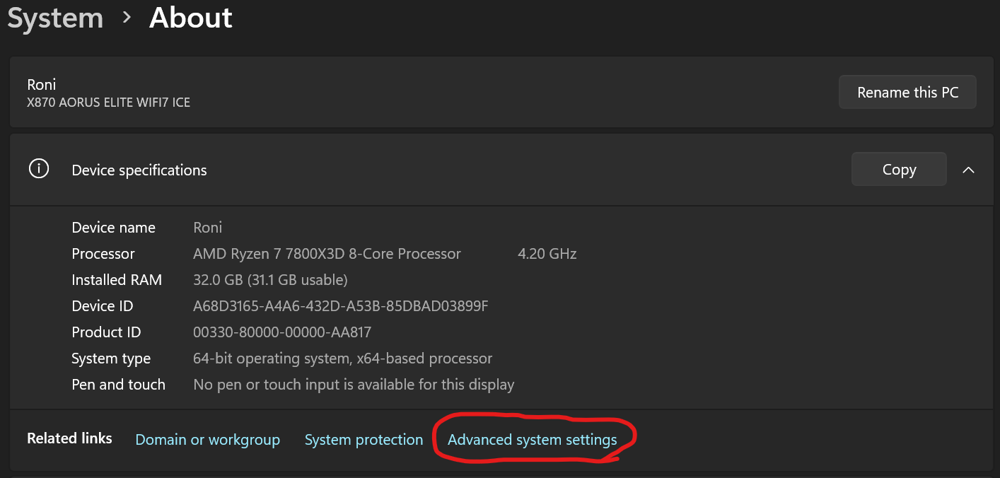 System > About
Roni
X870 AORUS ELITE WIFI7 ICE
Rename this PC
Device specifications
Copy
Device name Roni
Processor AMD Ryzen 7 7800X3D 8-Core Processor 4.20 GHz
Installed RAM 32.0 GB (31.1 GB usable)
Device ID A68D3165-A4A6-432D-A53B-85DBAD03899F
Product ID 00330-80000-00000-AA817
System type 64-bit operating system, x64-based processor
Pen and touch No pen or touch input is available for this display
Related links Domain or workgroup System protection Advanced system settings